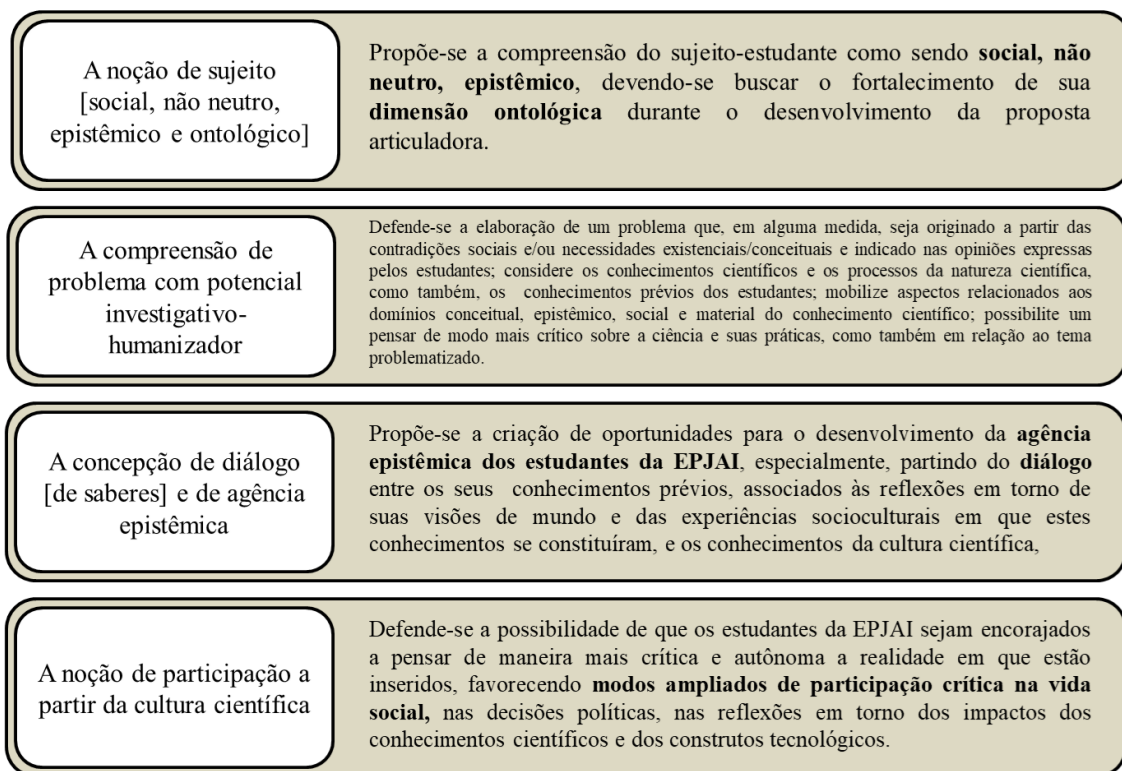 A noção de sujeito
[social, não neutro,
epistêmico e ontológico]
Propõe-se a compreensão do sujeito-estudante como sendo social, não
neutro, epistêmico, devendo-se buscar o fortalecimento de sua
dimensão ontológica durante o desenvolvimento da proposta
articuladora.
A compreensão de
problema com potencial
investigativo-
humanizador
Defende-se a elaboração de um problema que, em alguma medida, seja originado a partir das
contradições sociais e/ou necessidades existenciais/conceituais e indicado nas opiniões expressas
pelos estudantes; considere os conhecimentos científicos e os processos da natureza científica,
como também, os conhecimentos prévios dos estudantes; mobilize aspectos relacionados aos
domínios conceitual, epistêmico, social e material do conhecimento científico; possibilite um
pensar de modo mais crítico sobre a ciência e suas práticas, como também em relação ao tema
problematizado.
A concepção de diálogo
[de saberes] e de agência
epistêmica
Propõe-se a criação de oportunidades para o desenvolvimento da agência
epistêmica dos estudantes da EPJAI, especialmente, partindo do diálogo
entre os seus conhecimentos prévios, associados às reflexões em torno de
suas visões de mundo e das experiências socioculturais em que estes
conhecimentos se constituíram, e os conhecimentos da cultura científica,
A noção de participação a
partir da cultura científica
Defende-se a possibilidade de que os estudantes da EPJAI sejam encorajados
a pensar de maneira mais crítica e autônoma a realidade em que estão
inseridos, favorecendo modos ampliados de participação crítica na vida
social, nas decisões políticas, nas reflexões em torno dos impactos dos
conhecimentos científicos e dos construtos tecnológicos.